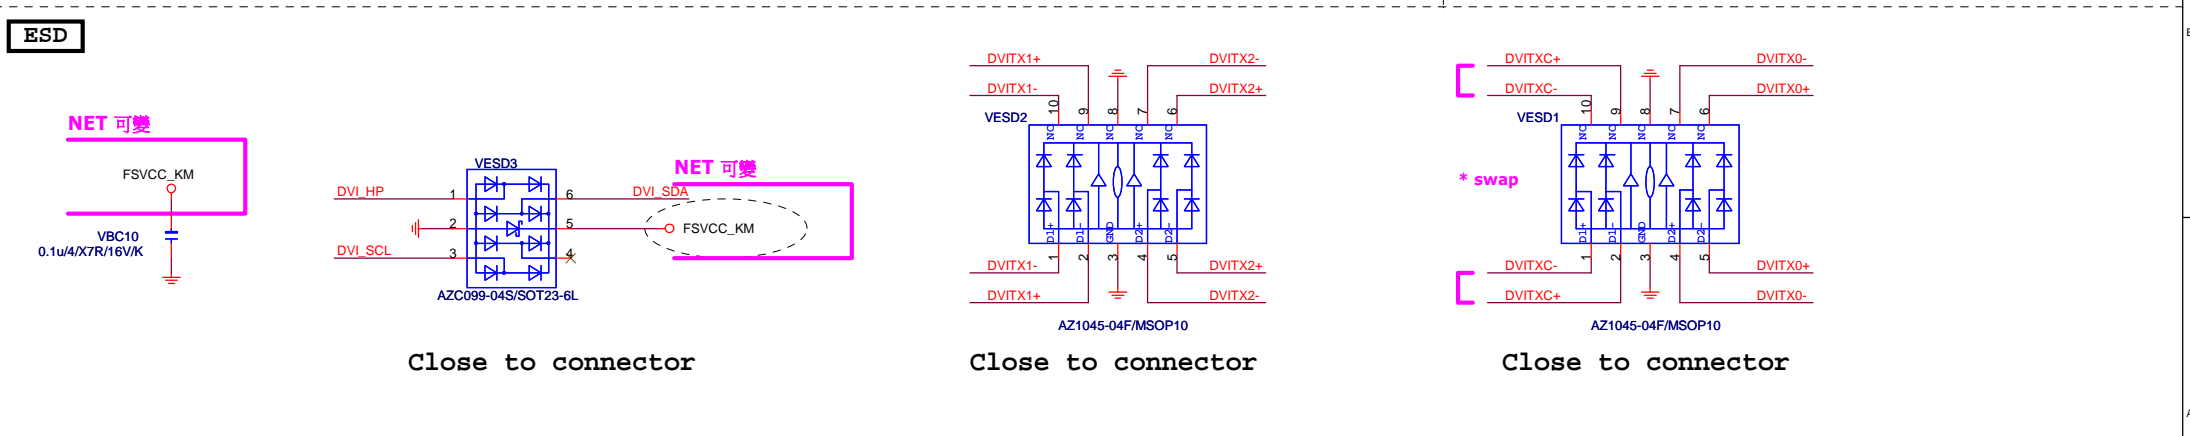 ESD
NET 可變
FSVCC_KM
VBC10
0.1u/4/X7R/16V/K
VESD3
DVI_HP
1
2
DVI_SCL
3
6
DVI_SDA
5
FSVCC_KM
4
NET 可變
AZC099-04S/SOT23-6L
Close to connector
DVITX1+
DVITX2-
DVITX1-
DVITX2+
VESD2
10
9
8
7
6
NC
NC
NC
NC
NC
D1+
D1-
GND
D2+
D2-
1
2
3
4
5
DVITX1-
DVITX2+
DVITX1+
DVITX2-
AZ1045-04F/MSOP10
Close to connector
DVITXC+
DVITX0-
DVITXC-
DVITX0+
VESD1
10
9
8
7
6
NC
NC
NC
NC
NC
* swap
D1+
D1-
GND
D2+
D2-
1
2
3
4
5
DVITXC-
DVITX0+
DVITXC+
DVITX0-
AZ1045-04F/MSOP10
Close to connector
A